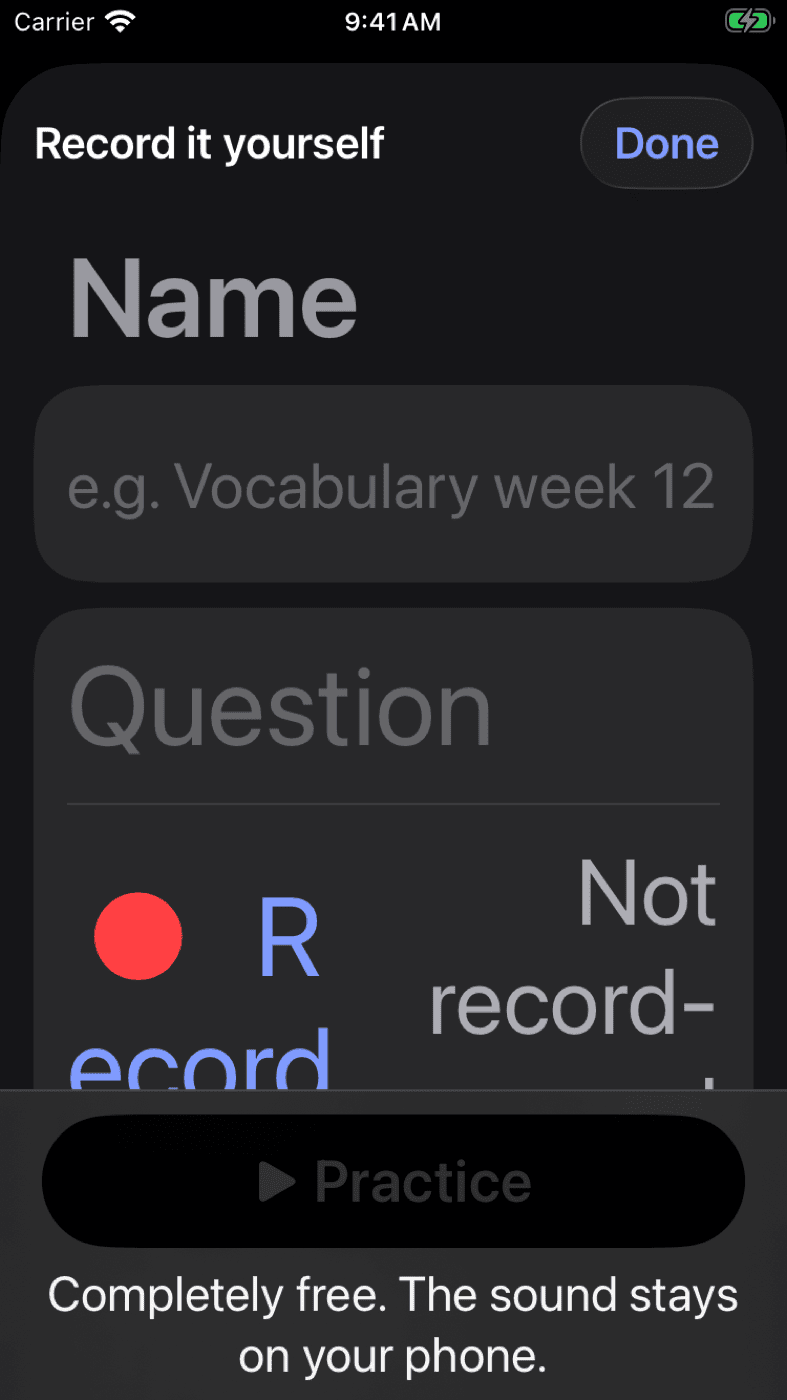 Carrier 9:41 AM
Record it yourself
Done
Name
e.g. Vocabulary week 12
Question
R
ecord
Not
record-
Practice
Completely free. The sound stays
on your phone.